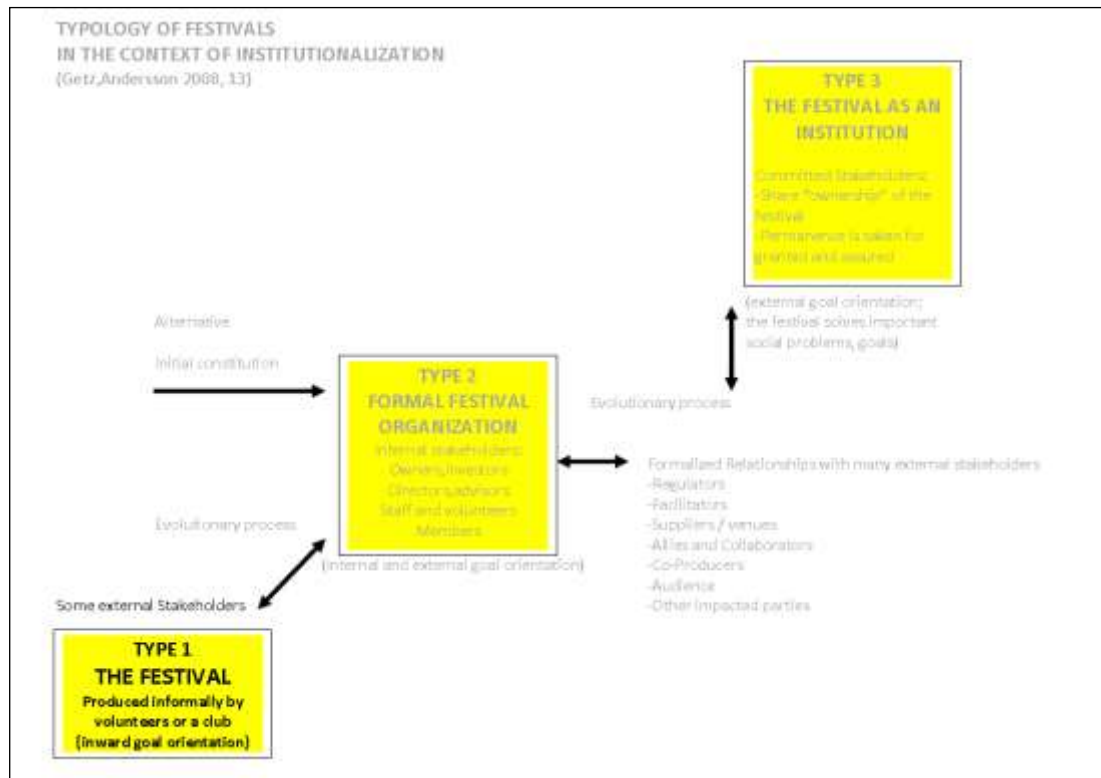 TYPOLOGY OF FESTIVALS
IN THE CONTEXT OF INSTITUTIONALIZATION
(Getz,Andersson 2008, 13)
TYPE 3
THE FESTIVAL AS AN
INSTITUTION
Committed Stakeholders:
-Share "ownership" of the
festival
-Permanence is taken for
granted and assured
(external goal orientation;
the festival solves important
social problems, goals)
Alternative
Initial constitution
TYPE 2
FORMAL FESTIVAL
ORGANIZATION
Internal stakeholders:
- Owners,investors
-Directors,advisors
Staff and volunteers
-Members
(internal and external goal orientation)
Evolutionary process
Formalized Relationships with many external stakeholders
-Regulators
-Facilitators
-Suppliers / venues
-Allies and Collaborators
-Co-Producers
-Audience
-Other impacted parties
Evolutionary process
Some external Stakeholders
TYPE 1
THE FESTIVAL
Produced informally by
volunteers or a club
(inward goal orientation)